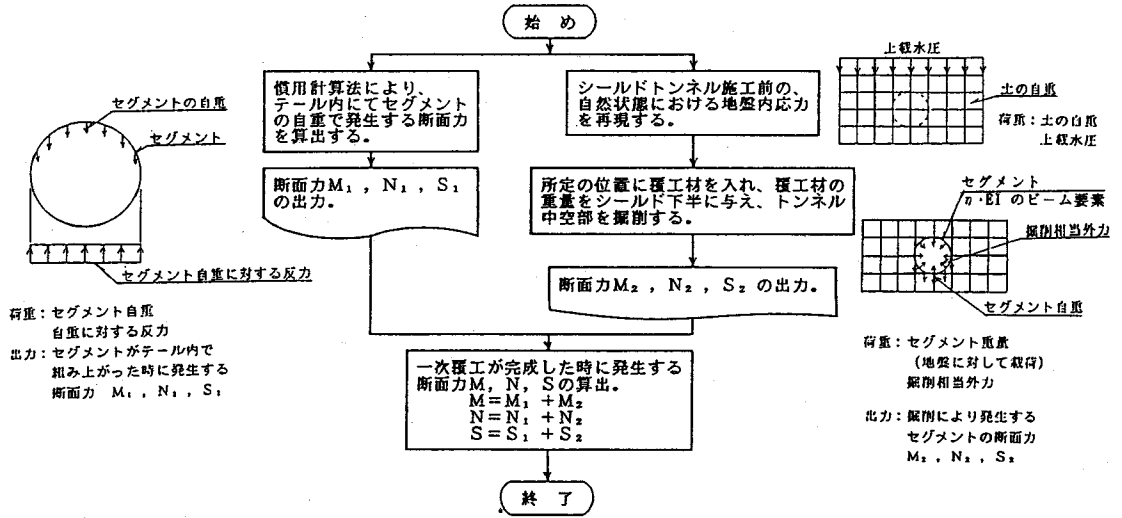 始め
慣用計算法により、
テール内にてセグメント
の自重で発生する断面力
を算出する。
断面力M₁，N₁，S₁
の出力。
シールドトンネル施工前の、
自然状態における地盤内応力
を再現する。
所定の位置に覆工材を入れ、覆工材の
重量をシールド下半に与え、トンネル
中空部を掘削する。
断面力M₂，N₂，S₂の出力。
一次覆工が完成した時に発生する
断面力M，N，Sの算出。
M＝M₁＋M₂
N＝N₁＋N₂
S＝S₁＋S₂
終了
セグメントの自重
セグメント
セグメント自重に対する反力
荷重：セグメント自重
自重に対する反力
出力：セグメントがテール内で
組み上がった時に発生する
断面力 M₁，N₁，S₁
上載水圧
土の自重
荷重：土の自重
上載水圧
セグメント
η・EIのビーム要素
掘削相当外力
セグメント自重
荷重：セグメント重量
(地盤に対して載荷)
掘削相当外力
出力：掘削により発生する
セグメントの断面力
M₂，N₂，S₂